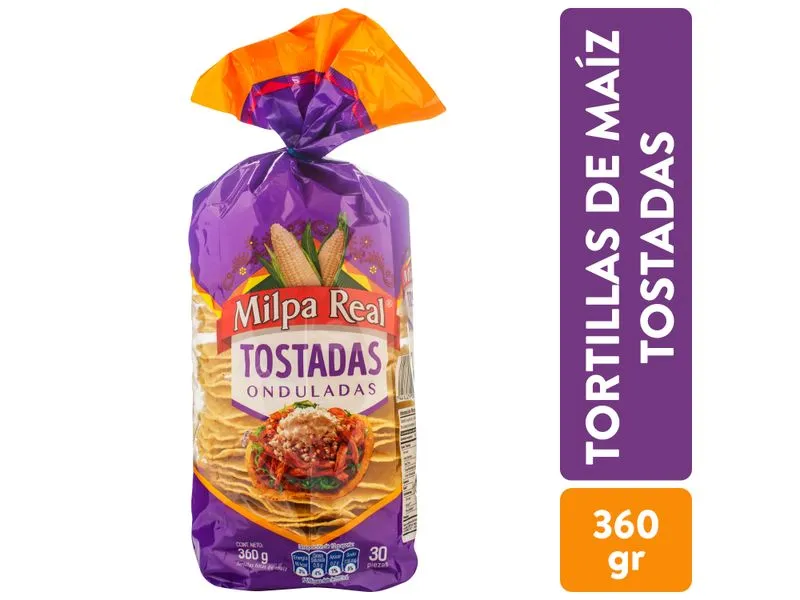 Milpa Real®
TOSTADAS
ONDULADAS
CONT. NETO
360 g
30
piezas
TORTILLAS DE MAÍZ
TOSTADAS
360
gr